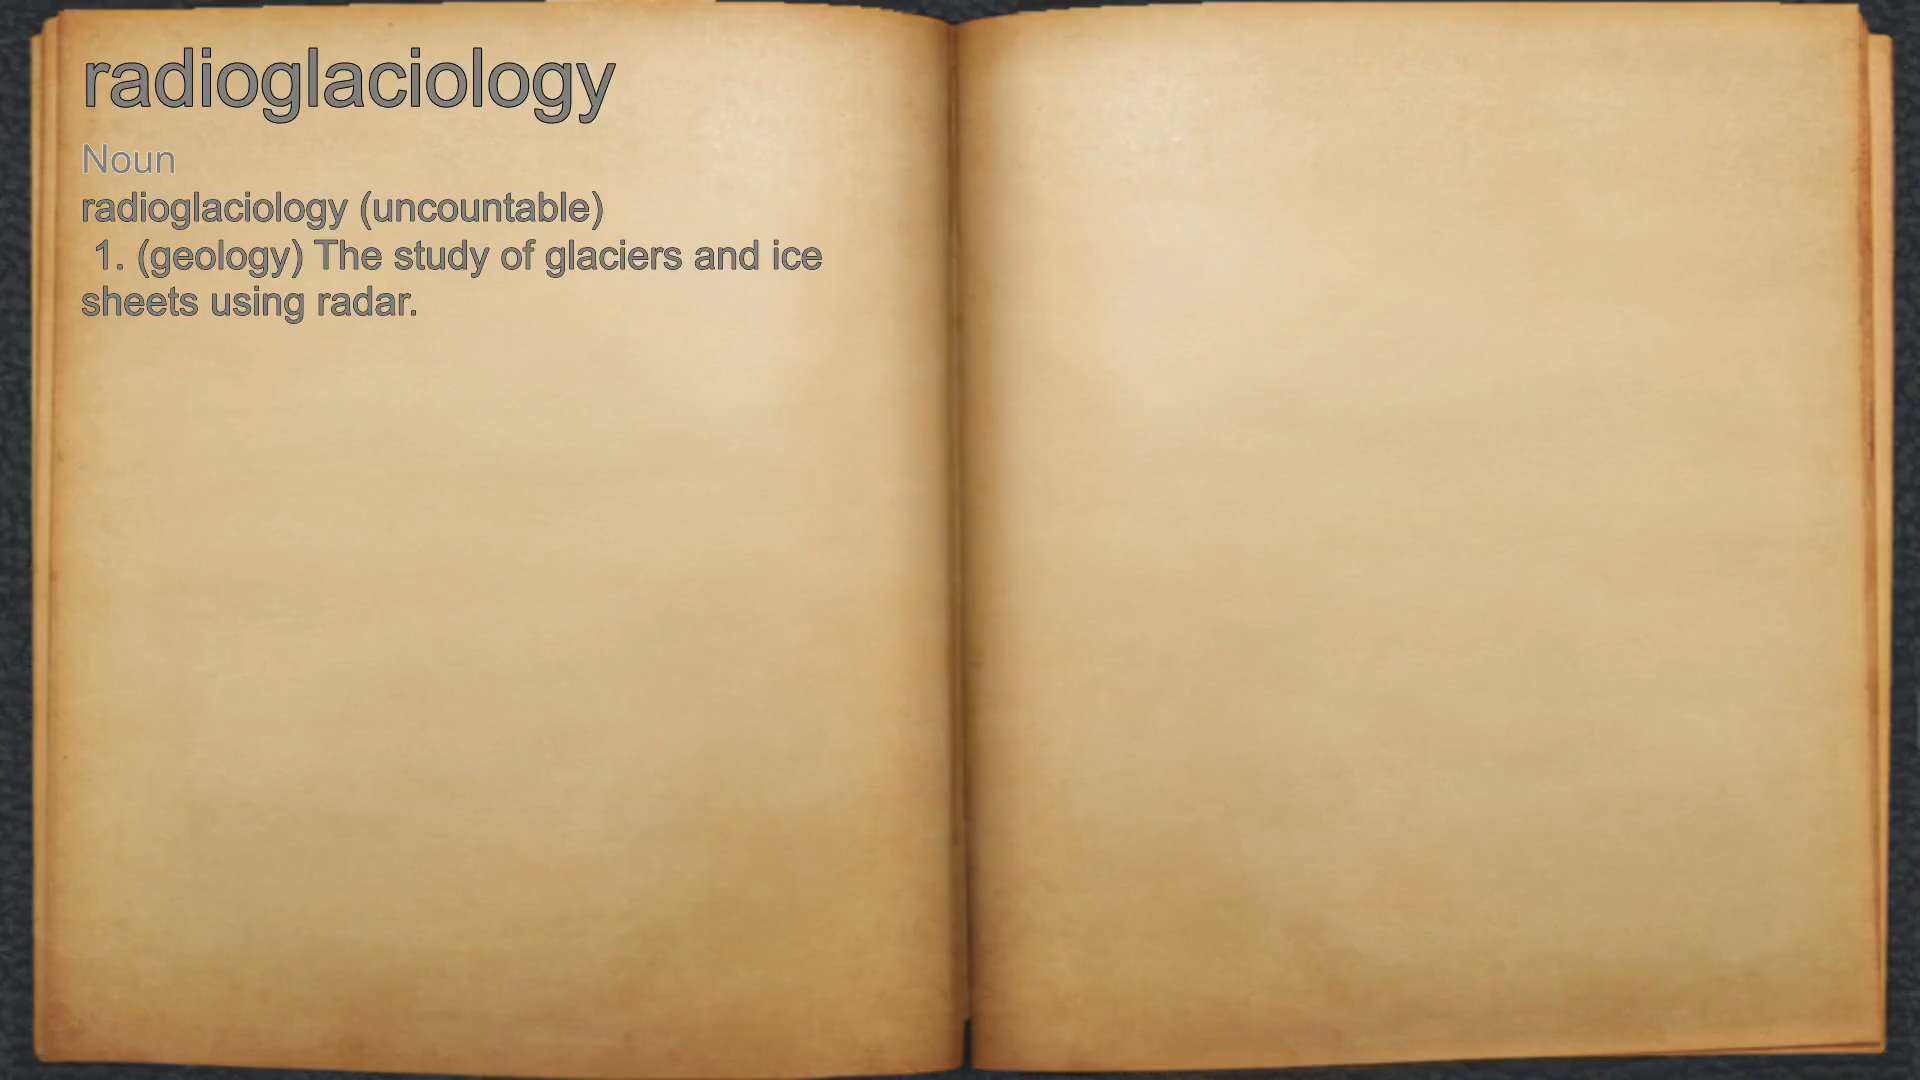 radioglaciology
Noun
radioglaciology (uncountable)
1. (geology) The study of glaciers and ice
sheets using radar.